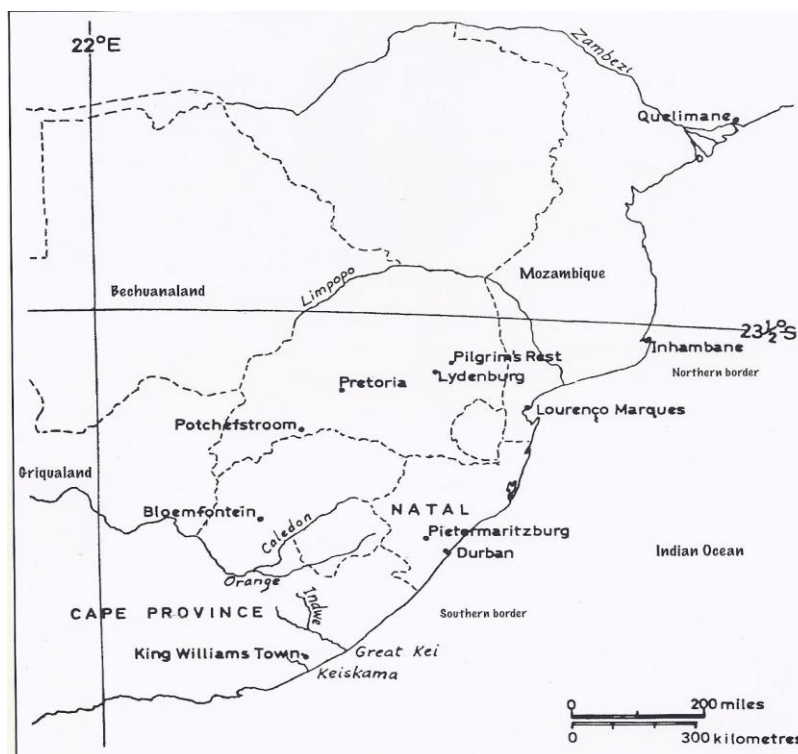 22°E
Zambezi
Quelimane
Mozambique
Limpopo
Bechuanaland
23½°S
Inhambane
Pilgrim's Rest
Northern border
Lydenburg
Pretoria
Lourenço Marques
Potchefstroom
Griqualand
NATAL
Bloemfontein
Caledon
Pietermaritzburg
Durban
Indian Ocean
Orange
Indwe
CAPE PROVINCE
Southern border
Great Kei
King Williams Town
Keiskama
0 200 miles
0 300 kilometres